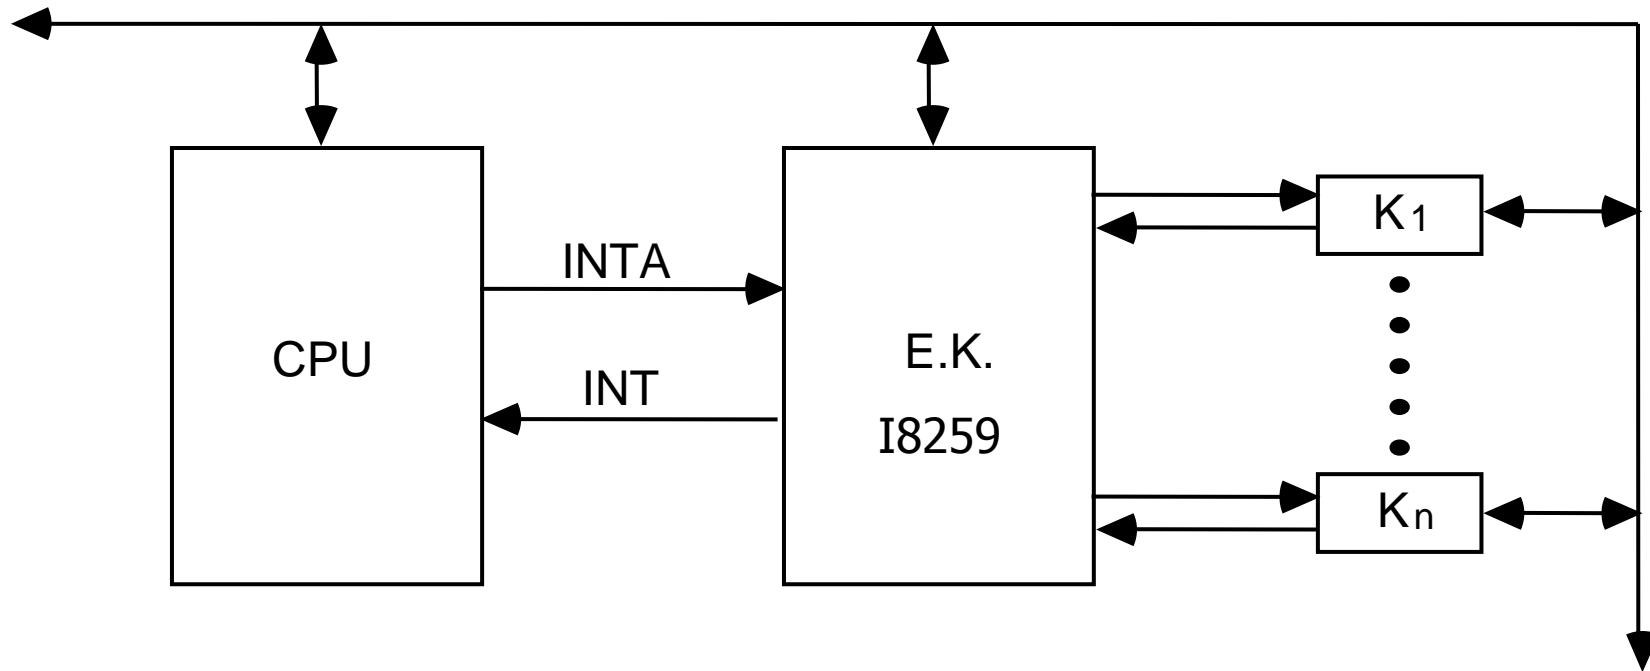 INTA
CPU
INT
E.K.
I8259
K1
Kn